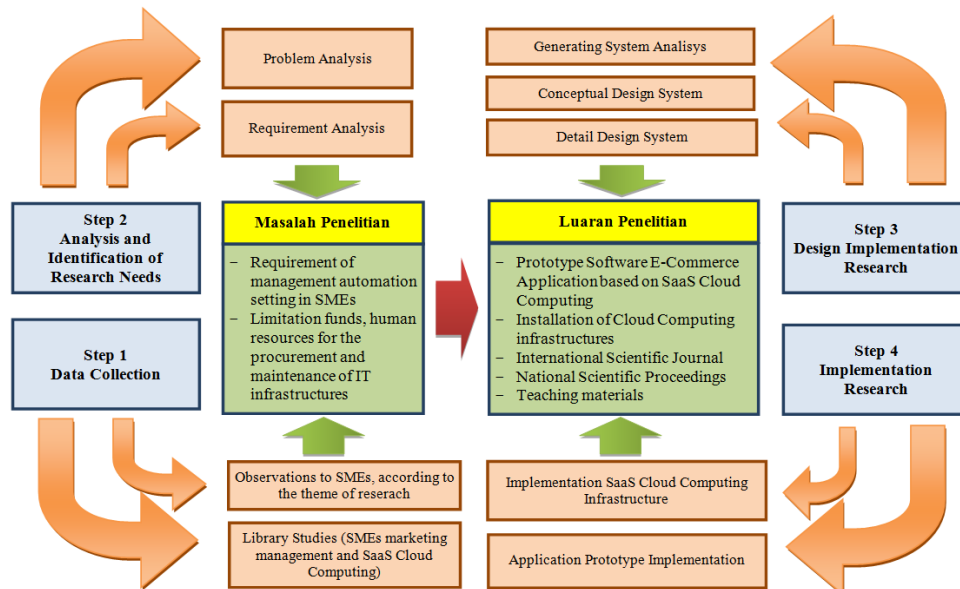 Problem Analysis
Requirement Analysis
Generating System Analisys
Conceptual Design System
Detail Design System
Step 2
Analysis and
Identification of
Research Needs
Step 1
Data Collection
Masalah Penelitian
– Requirement of
management automation
setting in SMEs
– Limitation funds, human
resources for the
procurement and
maintenance of IT
infrastructures
Luaran Penelitian
– Prototype Software E-Commerce
Application based on SaaS Cloud
Computing
– Installation of Cloud Computing
infrastructures
– International Scientific Journal
– National Scientific Proceedings
– Teaching materials
Step 3
Design Implementation
Research
Step 4
Implementation
Research
Observations to SMEs, according to
the theme of reserach
Library Studies (SMEs marketing
management and SaaS Cloud
Computing)
Implementation SaaS Cloud Computing
Infrastructure
Application Prototype Implementation